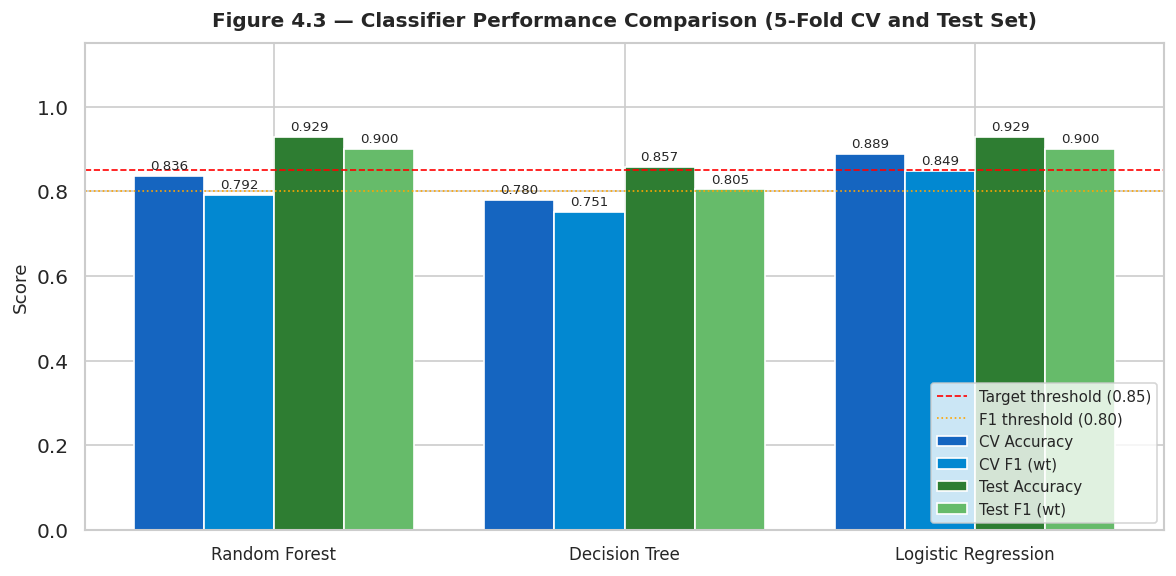 Figure 4.3 — Classifier Performance Comparison (5-Fold CV and Test Set)
Score
1.0
0.8
0.6
0.4
0.2
0.0
0.836
0.792
0.929
0.900
0.780
0.751
0.857
0.805
0.889
0.849
0.929
0.900
Target threshold (0.85)
F1 threshold (0.80)
CV Accuracy
CV F1 (wt)
Test Accuracy
Test F1 (wt)
Random Forest
Decision Tree
Logistic Regression